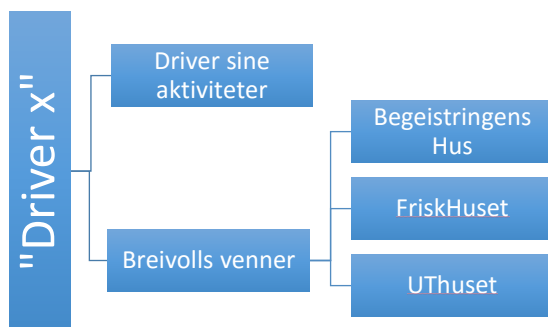 "Driver x"
Driver sine
aktiviteter
Breivolls venner
Begeistringens
Hus
FriskHuset
UThuset